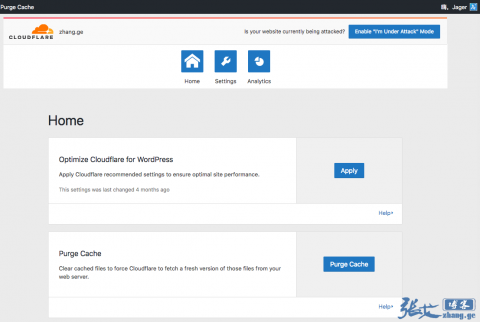 Purge Cache
Jager
CLOUDFLARE
zhang.ge
Is your website currently being attacked?
Enable "I'm Under Attack" Mode
Home
Settings
Analytics
Home
Optimize Cloudflare for WordPress
Apply Cloudflare recommended settings to ensure optimal site performance.
This settings was last changed 4 months ago
Apply
Help
Purge Cache
Clear cached files to force Cloudflare to fetch a fresh version of those files from your
web server.
Purge Cache
Help
张戈博客
zhang.ge